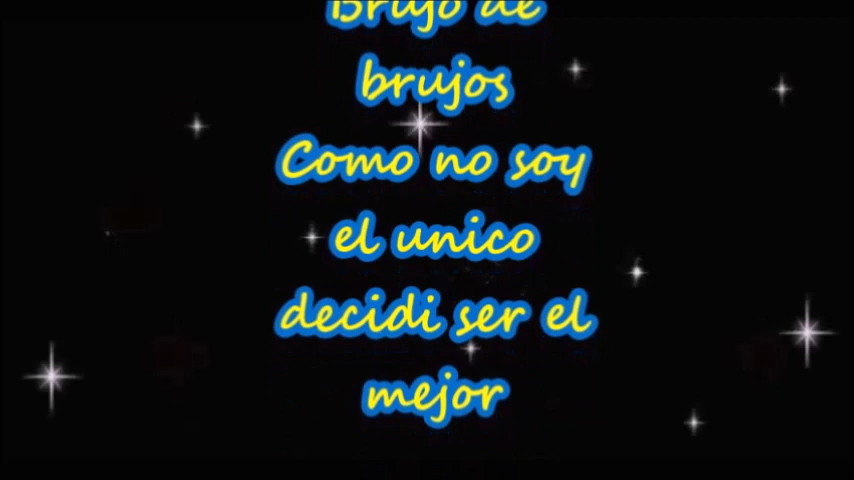 Brujo de
brujos
Como no soy
el unico
decidi ser el
mejor